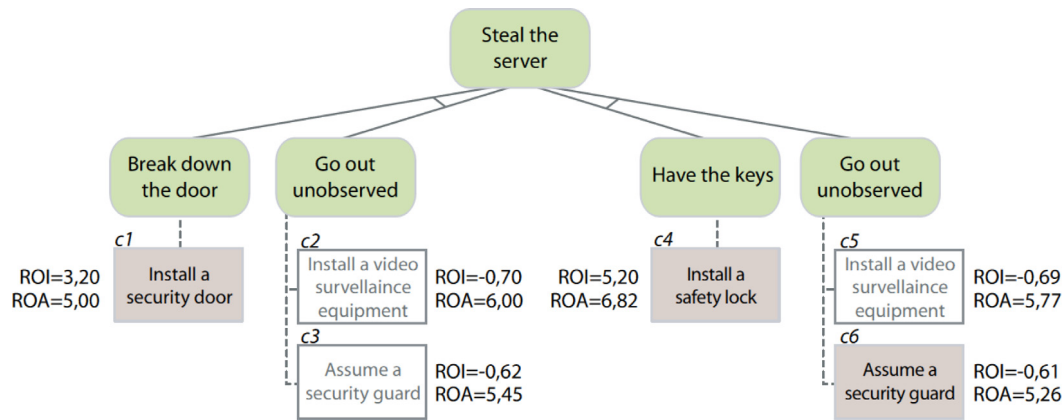 Steal the
server
Break down
the door
Go out
unobserved
Have the keys
Go out
unobserved
c1
Install a
security door
ROI=3,20
ROA=5,00
c2
Install a video
survellaince
equipment
ROI=-0,70
ROA=6,00
c3
Assume a
security guard
ROI=-0,62
ROA=5,45
c4
Install a
safety lock
ROI=5,20
ROA=6,82
c5
Install a video
survellaince
equipment
ROI=-0,69
ROA=5,77
c6
Assume a
security guard
ROI=-0,61
ROA=5,26